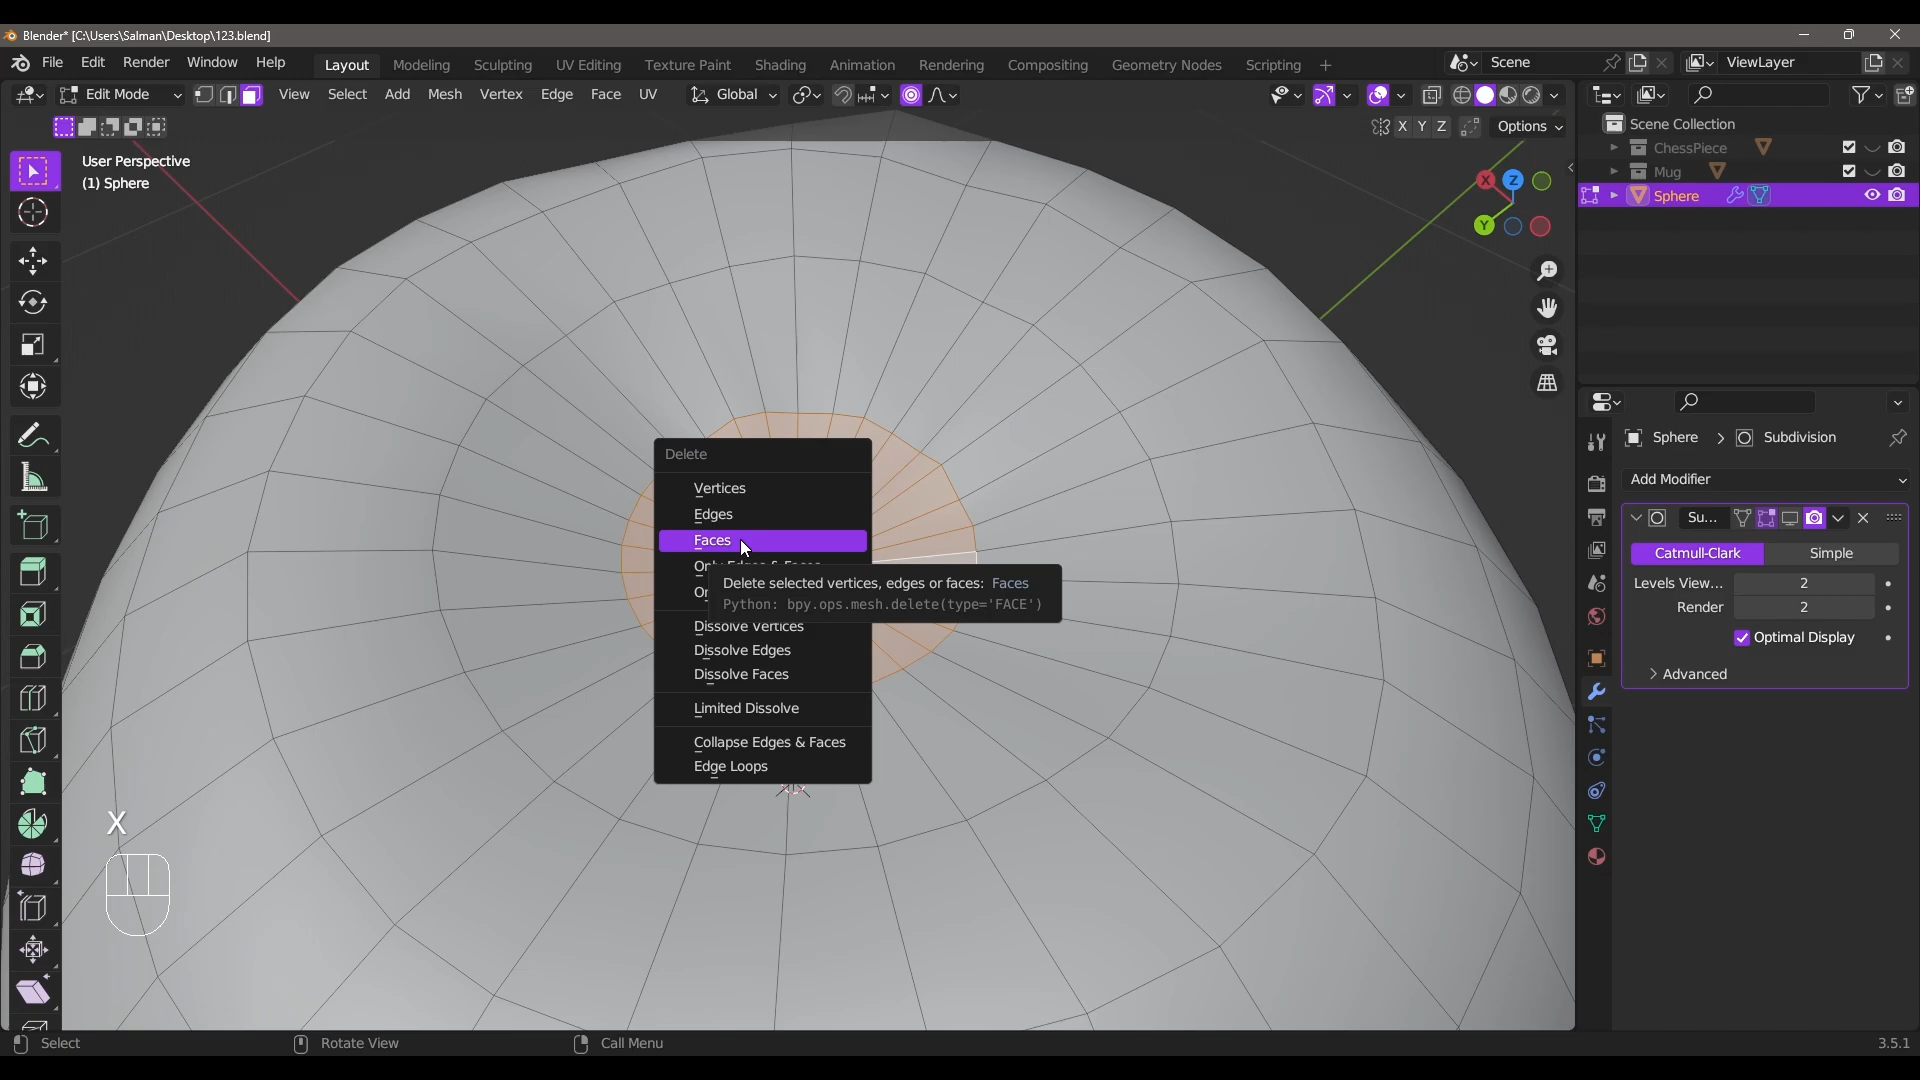 Blender* [C:\Users\Salman\Desktop\123.blend]
File Edit Render Window Help Layout Modeling Sculpting UV Editing Texture Paint Shading Animation Rendering Compositing Geometry Nodes Scripting + Scene ViewLayer
Edit Mode View Select Add Mesh Vertex Edge Face UV Global
X Y Z Options
User Perspective
(1) Sphere
X Z
Y
Scene Collection
ChessPiece
Mug
Sphere
Sphere > Subdivision
Add Modifier
Su...
Catmull-Clark Simple
Levels View... 2
Render 2
Optimal Display
Advanced
Delete
Vertices
Edges
Faces
Delete selected vertices, edges or faces: Faces
Python: bpy.ops.mesh.delete(type='FACE')
Dissolve Vertices
Dissolve Edges
Dissolve Faces
Limited Dissolve
Collapse Edges & Faces
Edge Loops
X
Select Rotate View Call Menu 3.5.1